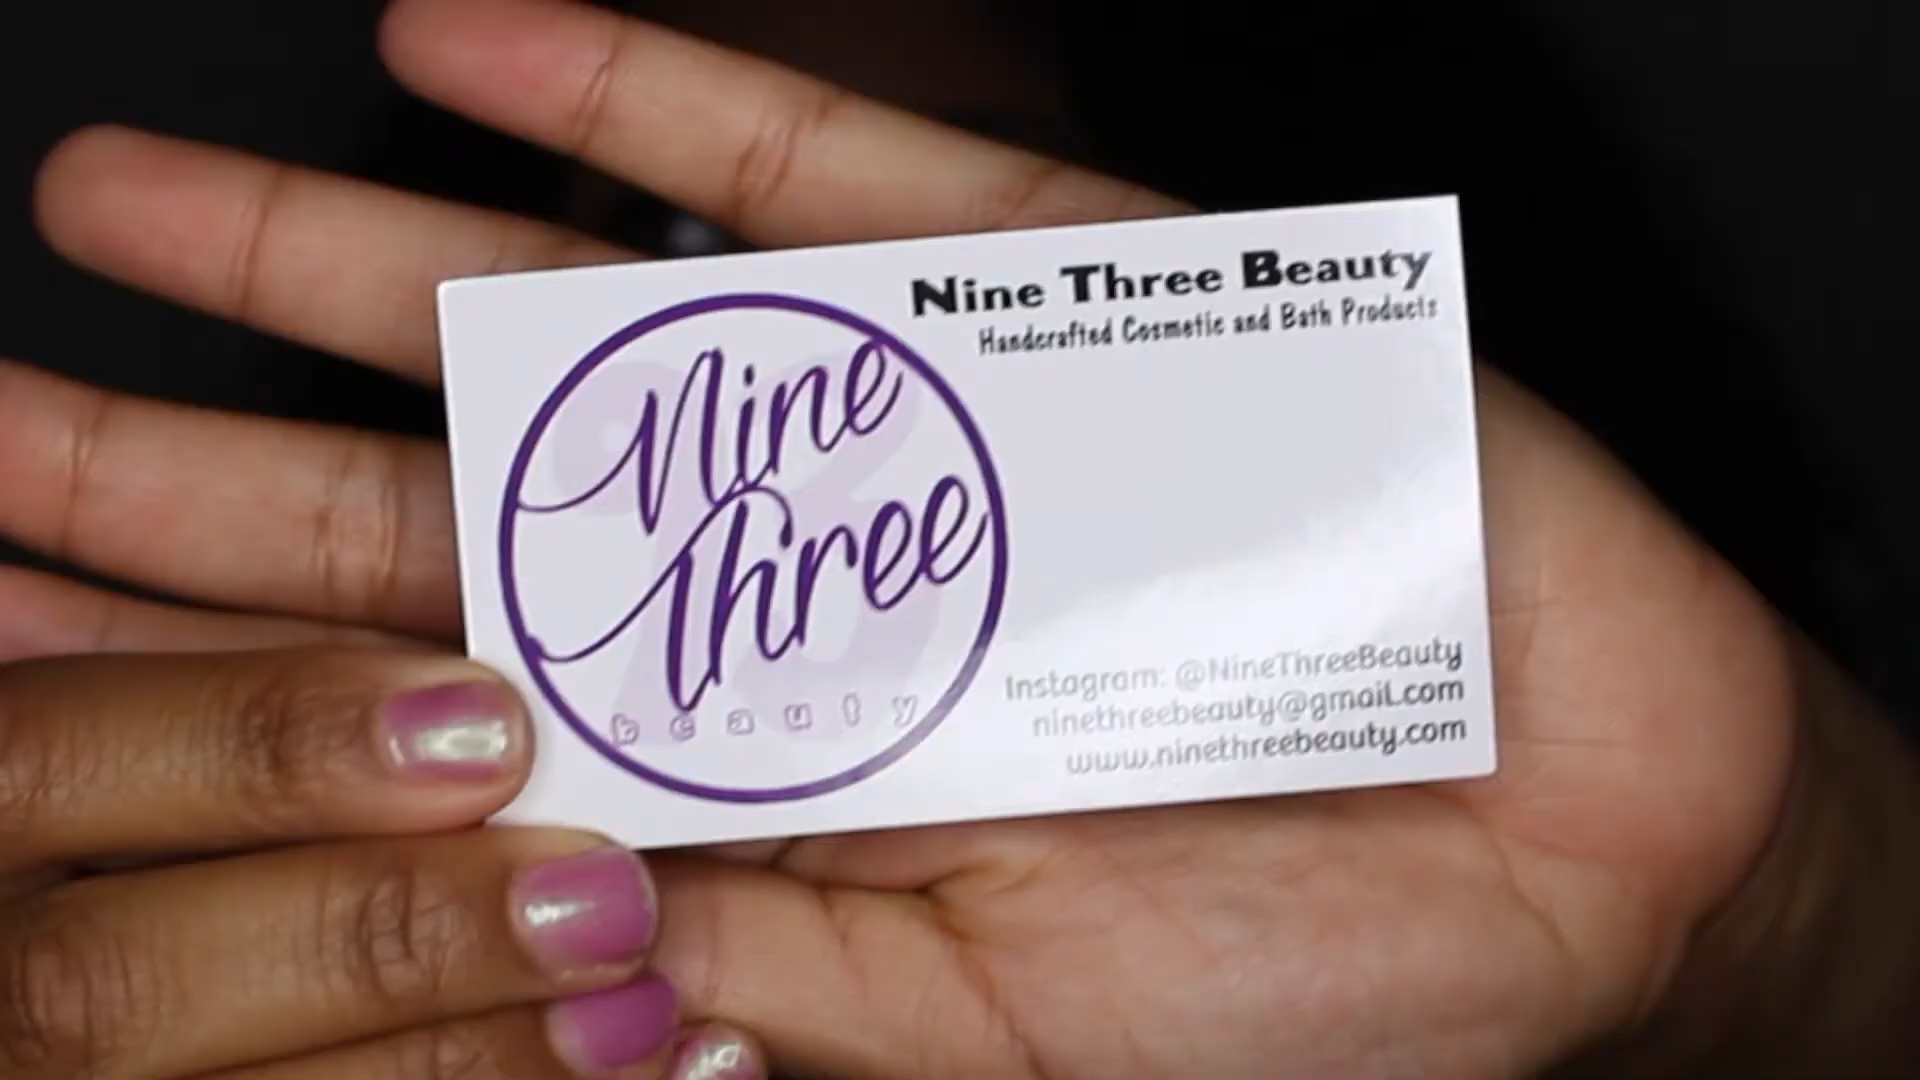 Nine Three Beauty
Handcrafted Cosmetic and Bath Products
Nine
Three
beauty
Instagram: @NineThreeBeauty
ninethreebeauty@gmail.com
www.ninethreebeauty.com